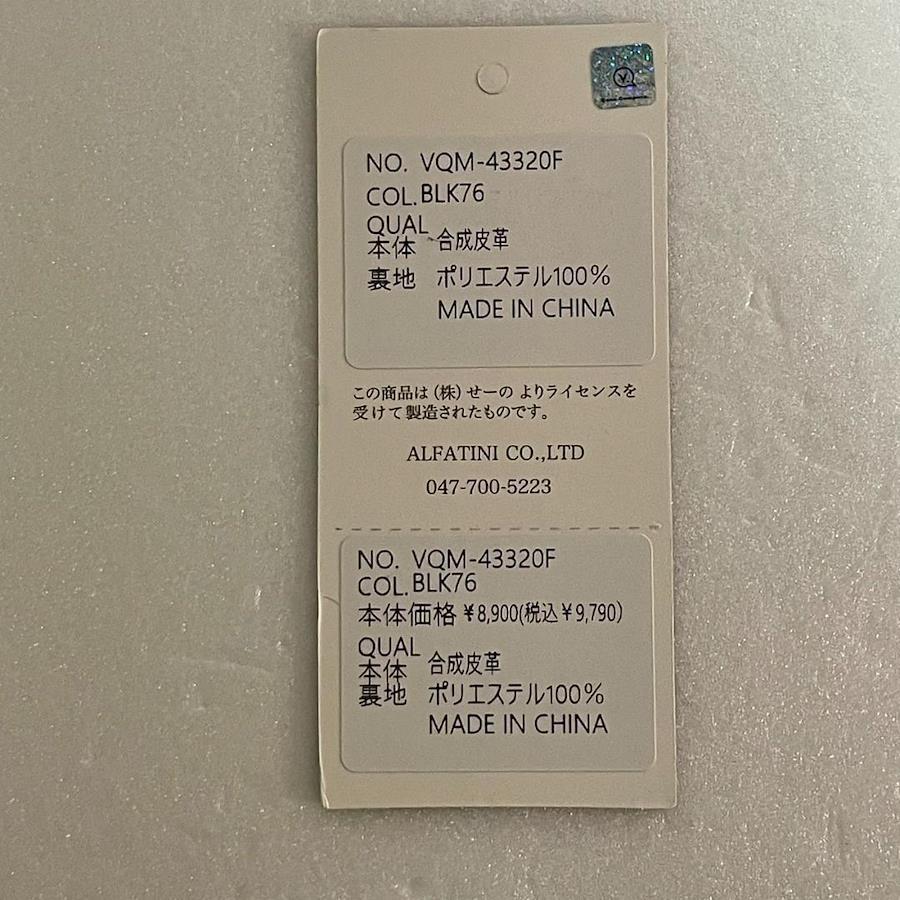 NO. VQM-43320F
COL. BLK76
QUAL
本体 合成皮革
裏地 ポリエステル100%
MADE IN CHINA
この商品は(株)せーの よりライセンスを
受けて製造されたものです。
ALFATINI CO.,LTD
047-700-5223
NO. VQM-43320F
COL. BLK76
本体価格 ¥8,900(税込¥9,790)
QUAL
本体 合成皮革
裏地 ポリエステル100%
MADE IN CHINA